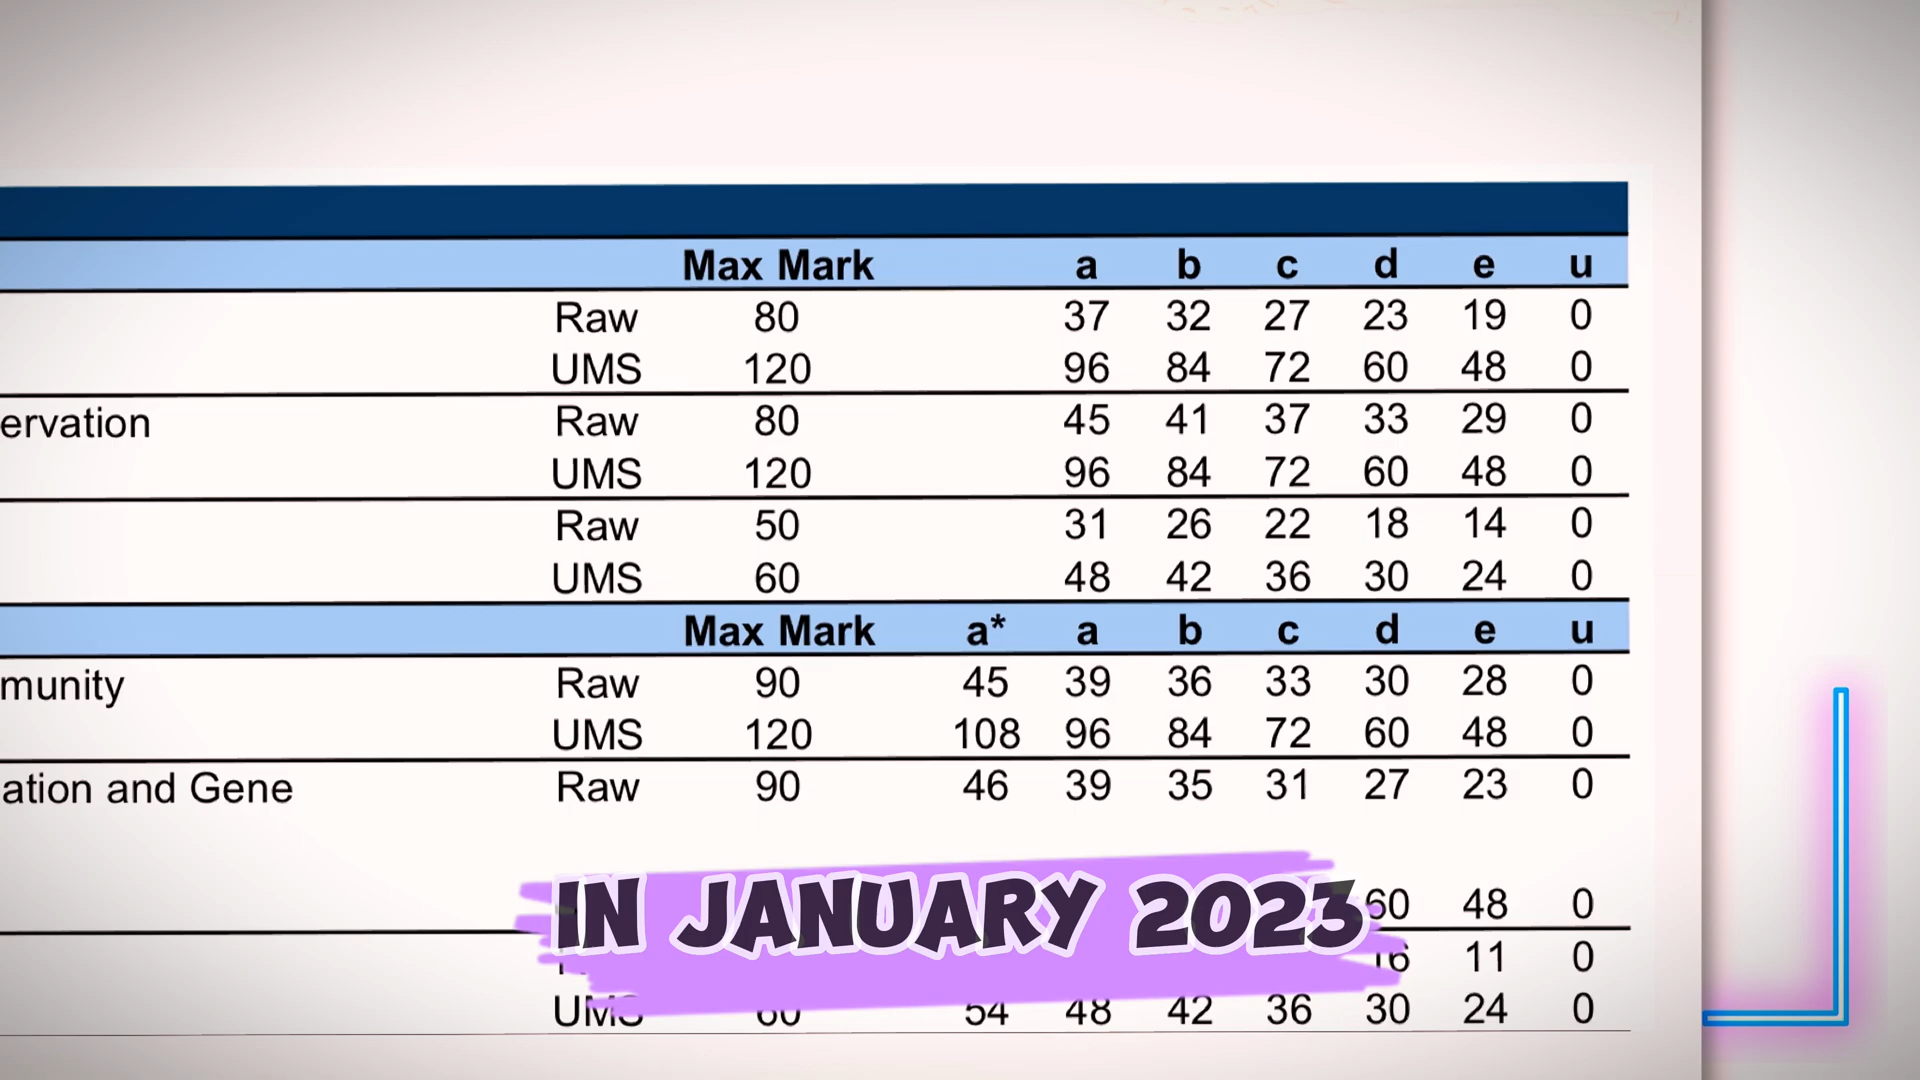 Max Mark a b c d e u
Raw 80 37 32 27 23 19 0
UMS 120 96 84 72 60 48 0
ervation Raw 80 45 41 37 33 29 0
UMS 120 96 84 72 60 48 0
Raw 50 31 26 22 18 14 0
UMS 60 48 42 36 30 24 0
Max Mark a* a b c d e u
munity Raw 90 45 39 36 33 30 28 0
UMS 120 108 96 84 72 60 48 0
ation and Gene Raw 90 46 39 35 31 27 23 0
60 48 0
IN JANUARY 2023
16 11 0
UMS 60 54 48 42 36 30 24 0